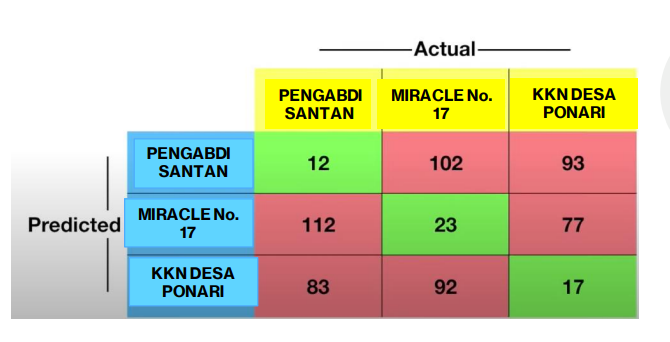 Actual
PENGABDI
SANTAN
MIRACLE No.
17
KKN DESA
PONARI
Predicted
PENGABDI
SANTAN
12
102
93
MIRACLE No.
17
112
23
77
KKN DESA
PONARI
83
92
17